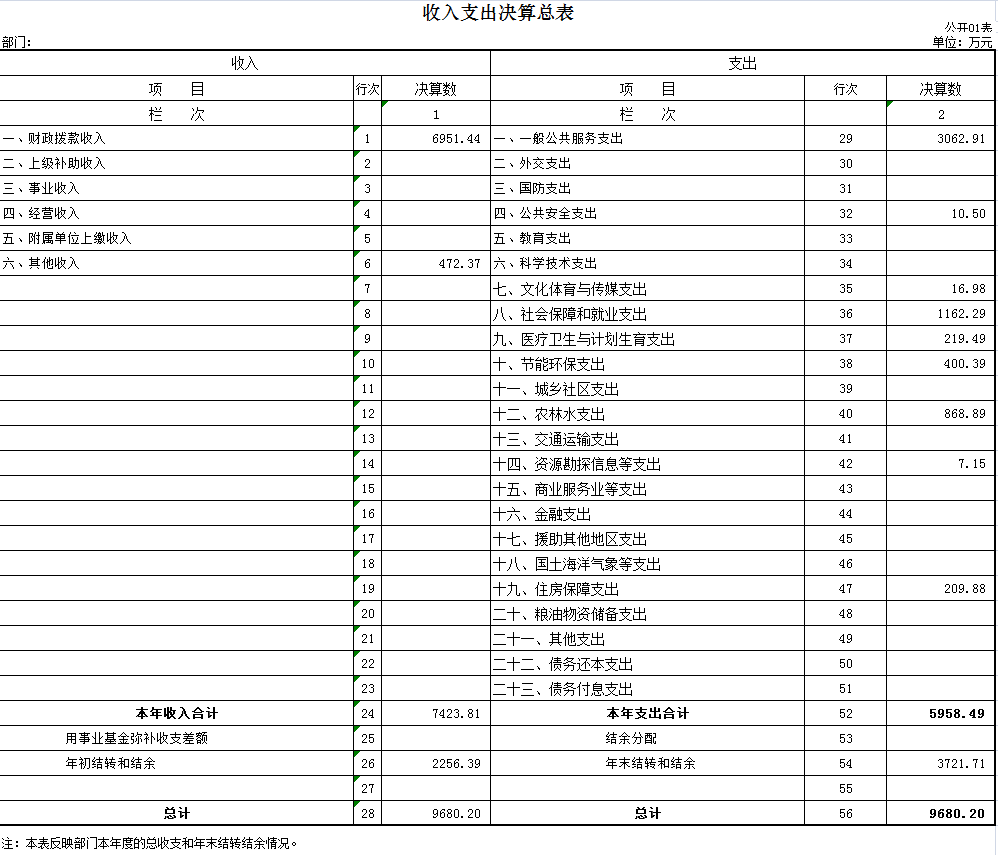 收入支出决算总表
公开01表
部门: 单位: 万元
收入 支出
项 目 行次 决算数 项 目 行次 决算数
栏 次 1 栏 次 2
一、财政拨款收入 1 6951.44 一、一般公共服务支出 29 3062.91
二、上级补助收入 2 二、外交支出 30
三、事业收入 3 三、国防支出 31
四、经营收入 4 四、公共安全支出 32 10.50
五、附属单位上缴收入 5 五、教育支出 33
六、其他收入 6 472.37 六、科学技术支出 34
7 七、文化体育与传媒支出 35 16.98
8 八、社会保障和就业支出 36 1162.29
9 九、医疗卫生与计划生育支出 37 219.49
10 十、节能环保支出 38 400.39
11 十一、城乡社区支出 39
12 十二、农林水支出 40 868.89
13 十三、交通运输支出 41
14 十四、资源勘探信息等支出 42 7.15
15 十五、商业服务业等支出 43
16 十六、金融支出 44
17 十七、援助其他地区支出 45
18 十八、国土海洋气象等支出 46
19 十九、住房保障支出 47 209.88
20 二十、粮油物资储备支出 48
21 二十一、其他支出 49
22 二十二、债务还本支出 50
23 二十三、债务付息支出 51
本年收入合计 24 7423.81 本年支出合计 52 5958.49
用事业基金弥补收支差额 25 结余分配 53
年初结转和结余 26 2256.39 年末结转和结余 54 3721.71
27 55
总计 28 9680.20 总计 56 9680.20
注: 本表反映部门本年度的总收支和年末结转结余情况。